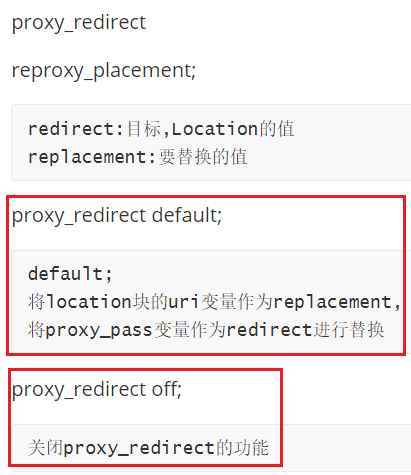 proxy_redirect
reproxy_placement;
redirect:目标,Location的值
replacement:要替换的值
proxy_redirect default;
default;
将location块的uri变量作为replacement,
将proxy_pass变量作为redirect进行替换
proxy_redirect off;
关闭proxy_redirect的功能